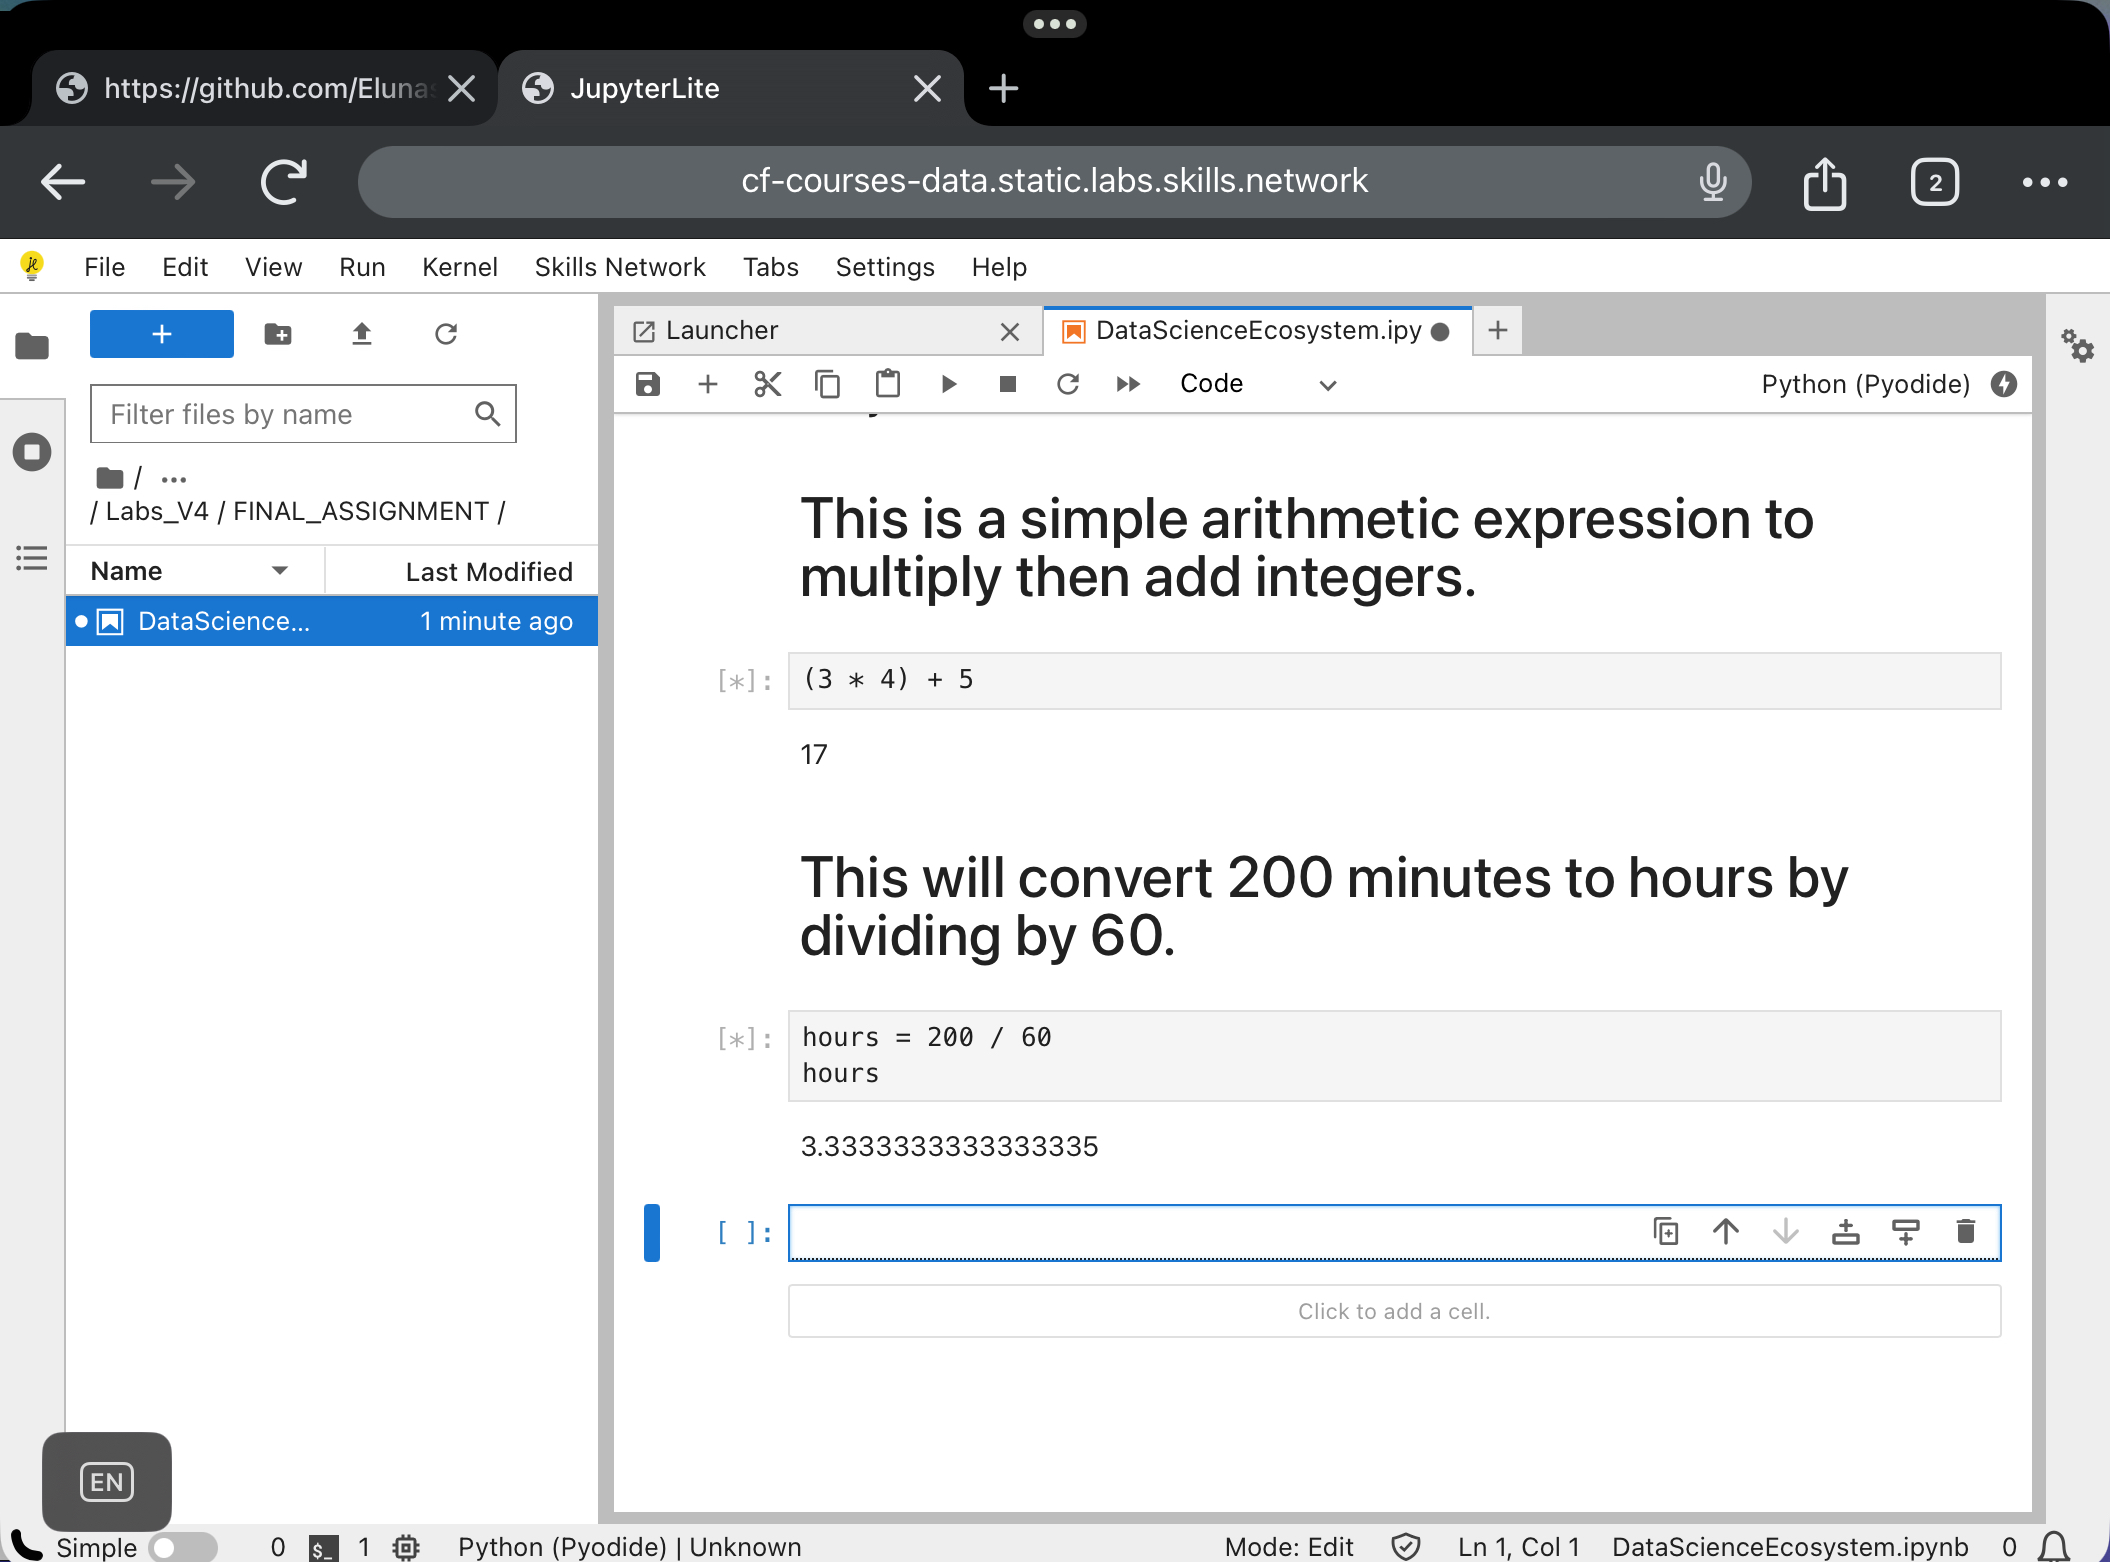 https://github.com/Elunas
JupyterLite
cf-courses-data.static.labs.skills.network
2
File Edit View Run Kernel Skills Network Tabs Settings Help
Launcher
DataScienceEcosystem.ipy
Code
Python (Pyodide)
Filter files by name
/ ...
/ Labs_V4 / FINAL_ASSIGNMENT /
Name Last Modified
DataScience... 1 minute ago
This is a simple arithmetic expression to
multiply then add integers.
[*]: (3 * 4) + 5
17
This will convert 200 minutes to hours by
dividing by 60.
[*]: hours = 200 / 60
hours
3.3333333333333335
[ ]:
Click to add a cell.
EN
Simple 0 $_ 1 Python (Pyodide) | Unknown Mode: Edit Ln 1, Col 1 DataScienceEcosystem.ipynb 0